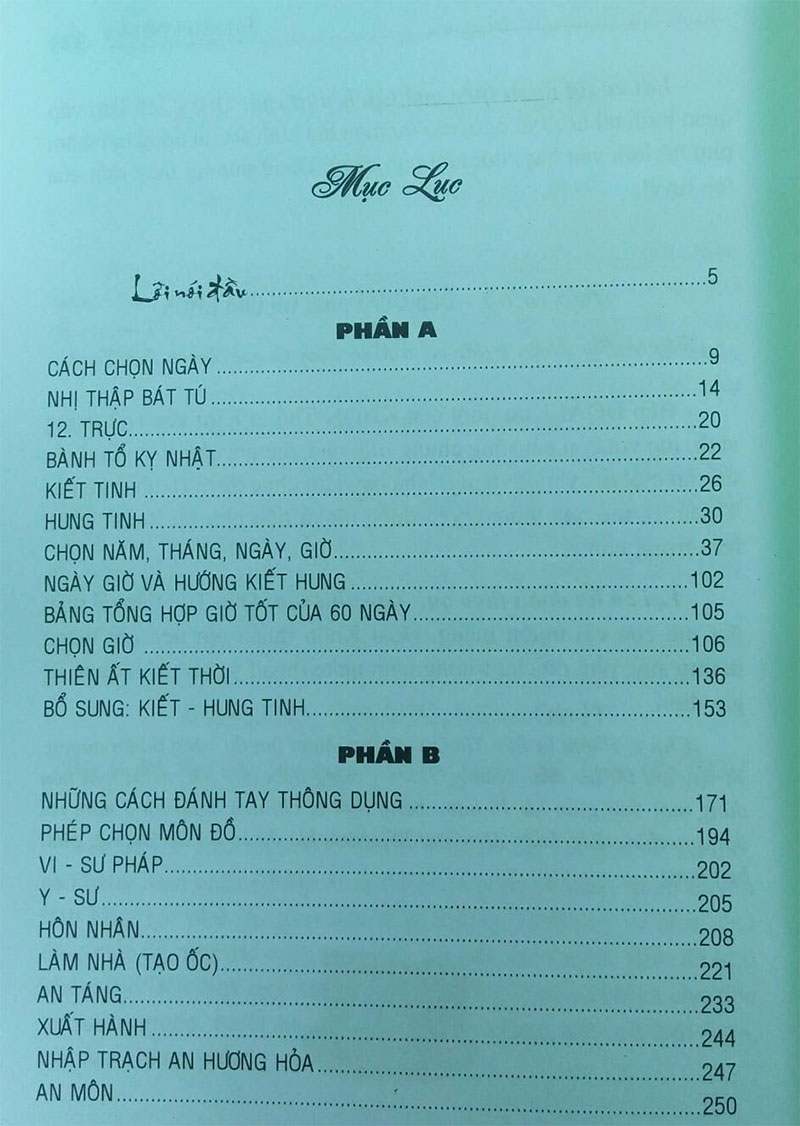 Mục Lục
Lời nói đầu........5
PHẦN A
CÁCH CHỌN NGÀY........9
NHỊ THẬP BÁT TÚ........14
12. TRỰC........20
BÀNH TỔ KỴ NHẬT........22
KIẾT TINH........26
HUNG TINH........30
CHỌN NĂM, THÁNG, NGÀY, GIỜ........37
NGÀY GIỜ VÀ HƯỚNG KIẾT HUNG........102
BẢNG TỔNG HỢP GIỜ TỐT CỦA 60 NGÀY........105
CHỌN GIỜ........106
THIÊN ẤT KIẾT THỜI........136
BỔ SUNG: KIẾT - HUNG TINH........153
PHẦN B
NHỮNG CÁCH ĐÁNH TAY THÔNG DỤNG........171
PHÉP CHỌN MÔN ĐỒ........194
VI - SƯ PHÁP........202
Y - SƯ........205
HÔN NHÂN........208
LÀM NHÀ (TẠO ỐC)........221
AN TÁNG........233
XUẤT HÀNH........244
NHẬP TRẠCH AN HƯƠNG HỎA........247
AN MÔN........250